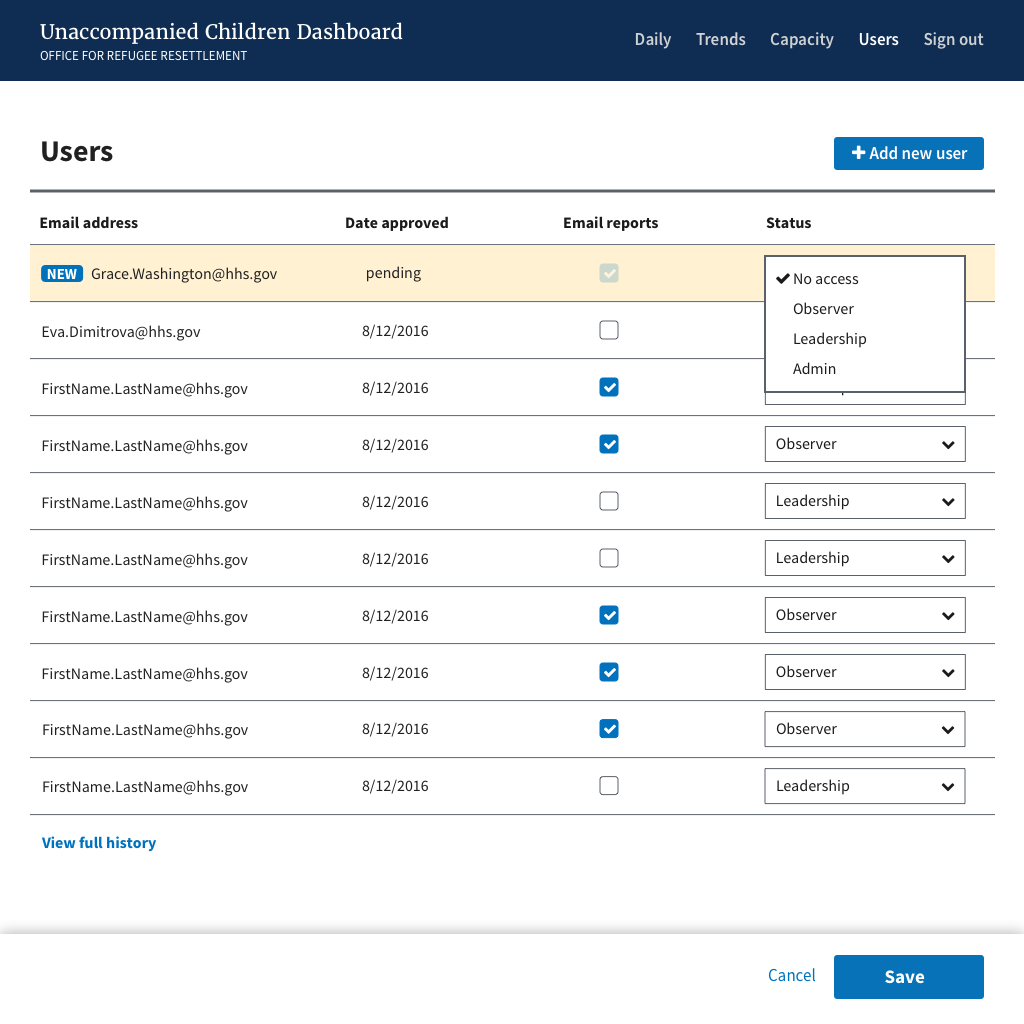 Unaccompanied Children Dashboard
OFFICE FOR REFUGEE RESETTLEMENT
Daily Trends Capacity Users Sign out
Users
Add new user
Email address Date approved Email reports Status
NEW Grace.Washington@hhs.gov pending
No access
Observer
Leadership
Admin
Eva.Dimitrova@hhs.gov 8/12/2016
FirstName.LastName@hhs.gov 8/12/2016
FirstName.LastName@hhs.gov 8/12/2016 Observer
FirstName.LastName@hhs.gov 8/12/2016 Leadership
FirstName.LastName@hhs.gov 8/12/2016 Leadership
FirstName.LastName@hhs.gov 8/12/2016 Observer
FirstName.LastName@hhs.gov 8/12/2016 Observer
FirstName.LastName@hhs.gov 8/12/2016 Observer
FirstName.LastName@hhs.gov 8/12/2016 Leadership
View full history
Cancel Save